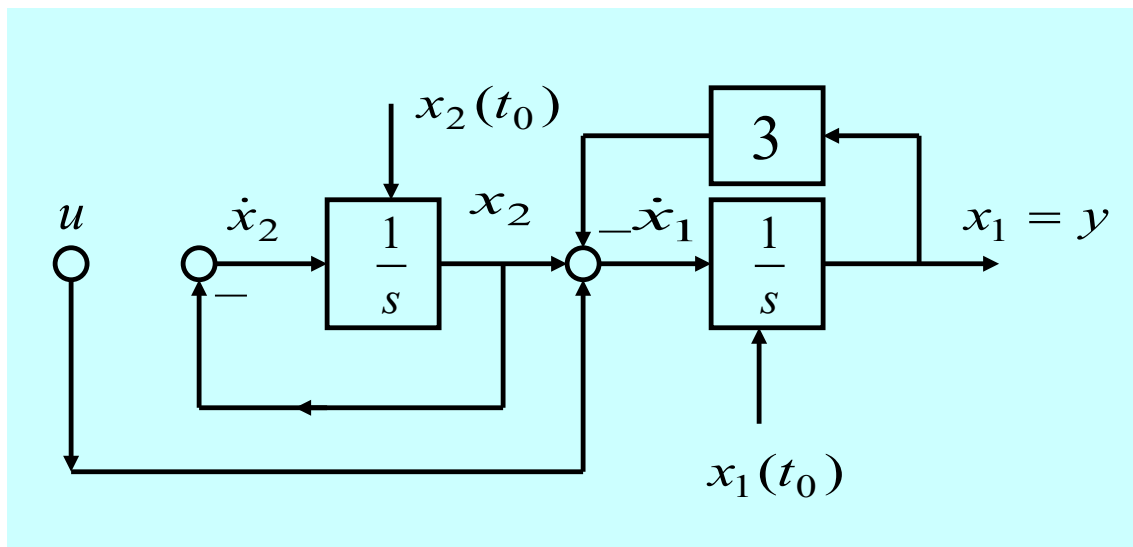 x₂(t₀)
3
u
ẋ₂
1
s
x₂
−
ẋ₁
1
s
x₁ = y
−
x₁(t₀)